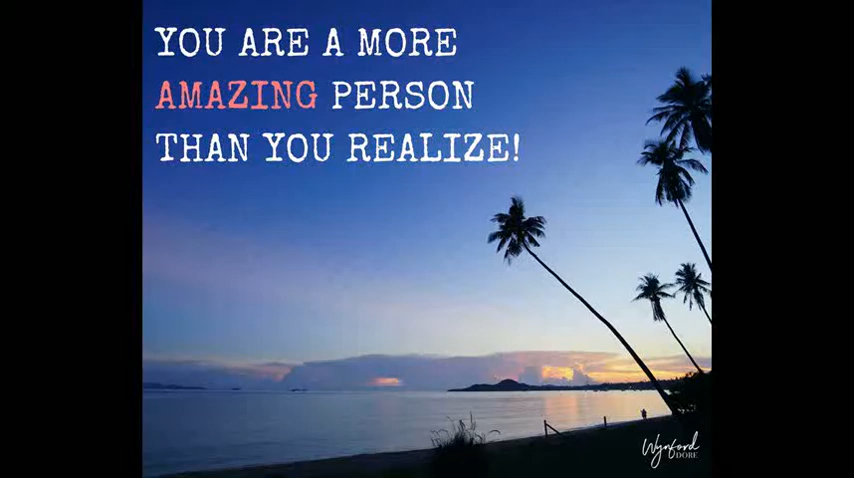 YOU ARE A MORE
AMAZING PERSON
THAN YOU REALIZE!
Wynford
DORE